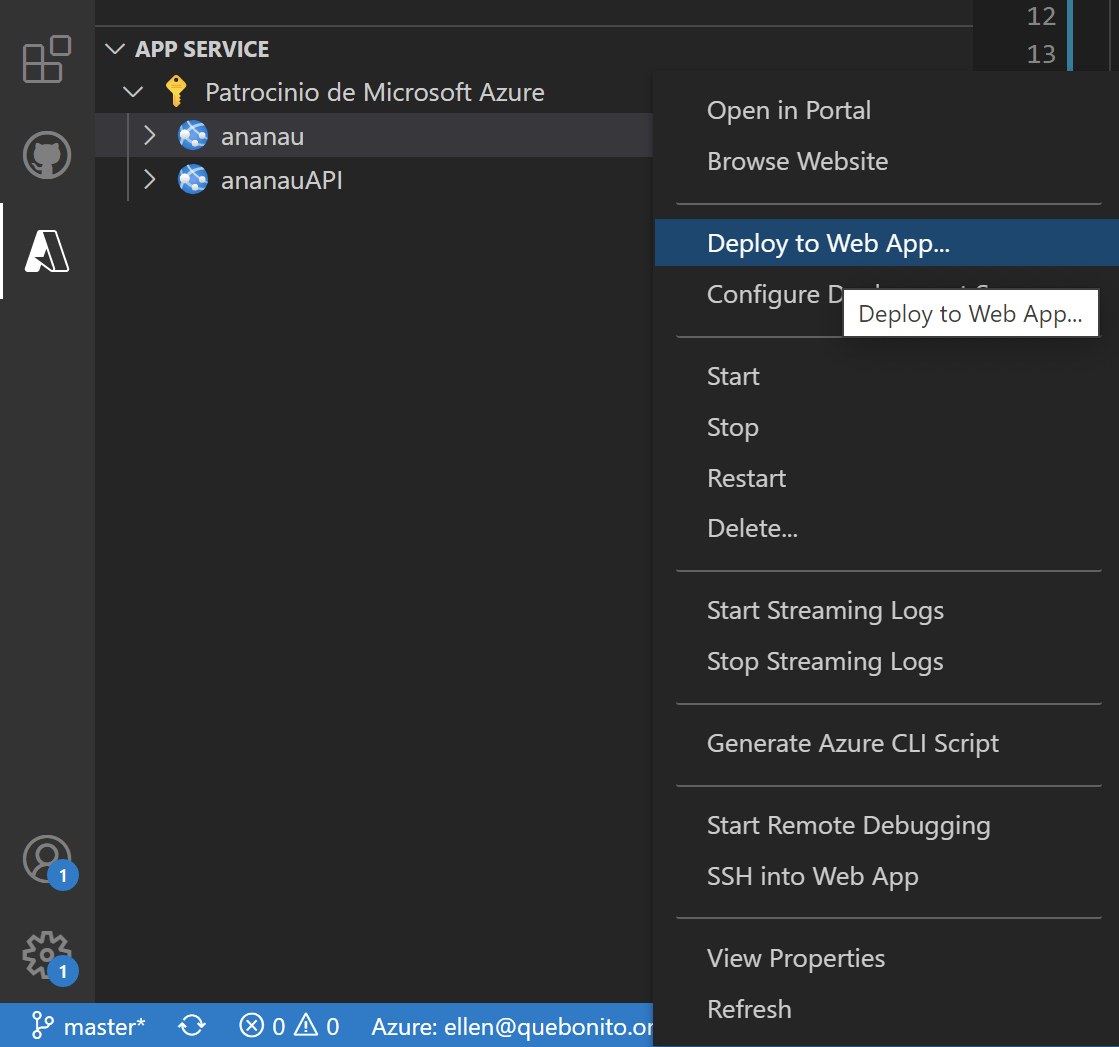 12
13
APP SERVICE
Patrocinio de Microsoft Azure
ananau
ananauAPI
Open in Portal
Browse Website
Deploy to Web App...
Configure
Deploy to Web App...
Start
Stop
Restart
Delete...
Start Streaming Logs
Stop Streaming Logs
Generate Azure CLI Script
Start Remote Debugging
SSH into Web App
View Properties
Refresh
1
1
master* 0 0 Azure: ellen@quebonito.or